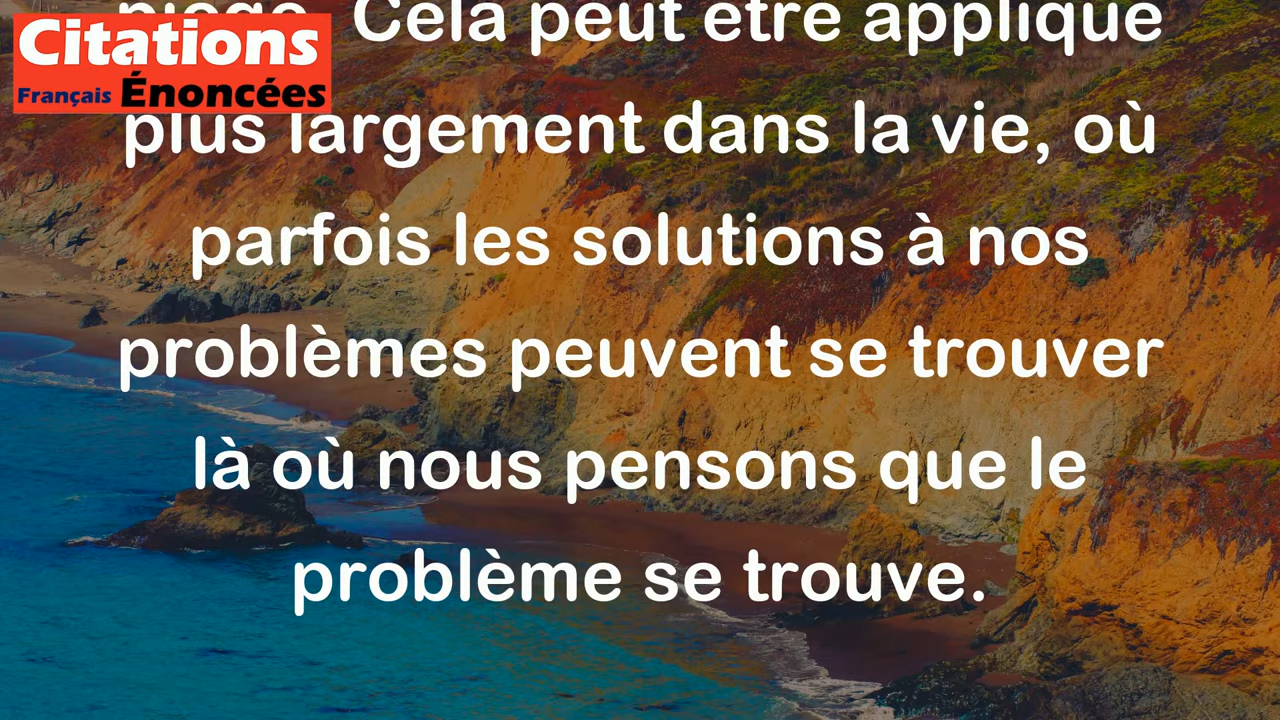 Citations
Français Énoncées
piège. Cela peut être appliqué
plus largement dans la vie, où
parfois les solutions à nos
problèmes peuvent se trouver
là où nous pensons que le
problème se trouve.